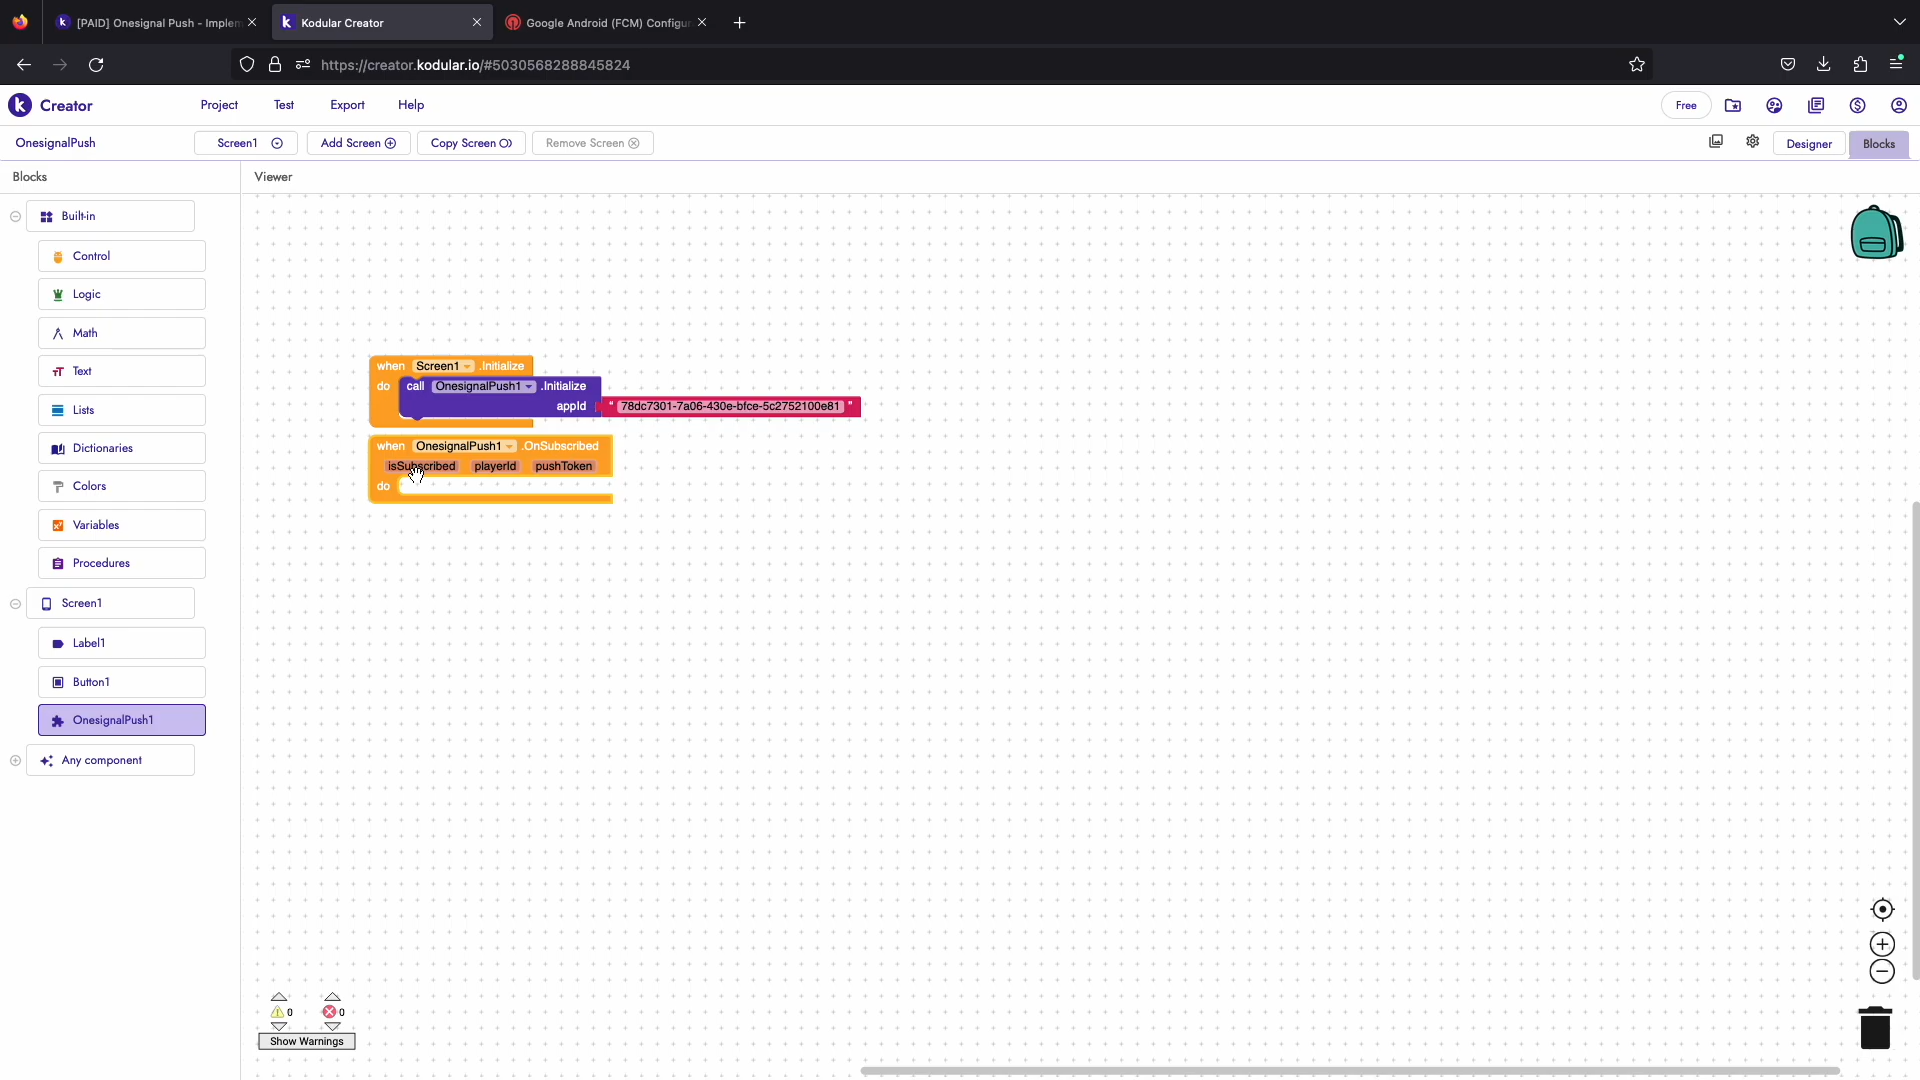 [PAID] Onesignal Push - Implem
Kodular Creator
Google Android (FCM) Configur
https://creator.kodular.io/#5030568288845824
k Creator
Project
Test
Export
Help
Free
OnesignalPush
Screen1
Add Screen
Copy Screen
Remove Screen
Designer
Blocks
Blocks
Viewer
Built-in
Control
Logic
Math
Text
Lists
Dictionaries
Colors
Variables
Procedures
Screen1
Label1
Button1
OnesignalPush1
Any component
when Screen1 .Initialize
do call OnesignalPush1 .Initialize
appId " 78dc7301-7a06-430e-bfce-5c2752100e81 "
when OnesignalPush1 .OnSubscribed
isSubscribed playerId pushToken
do
0
0
Show Warnings